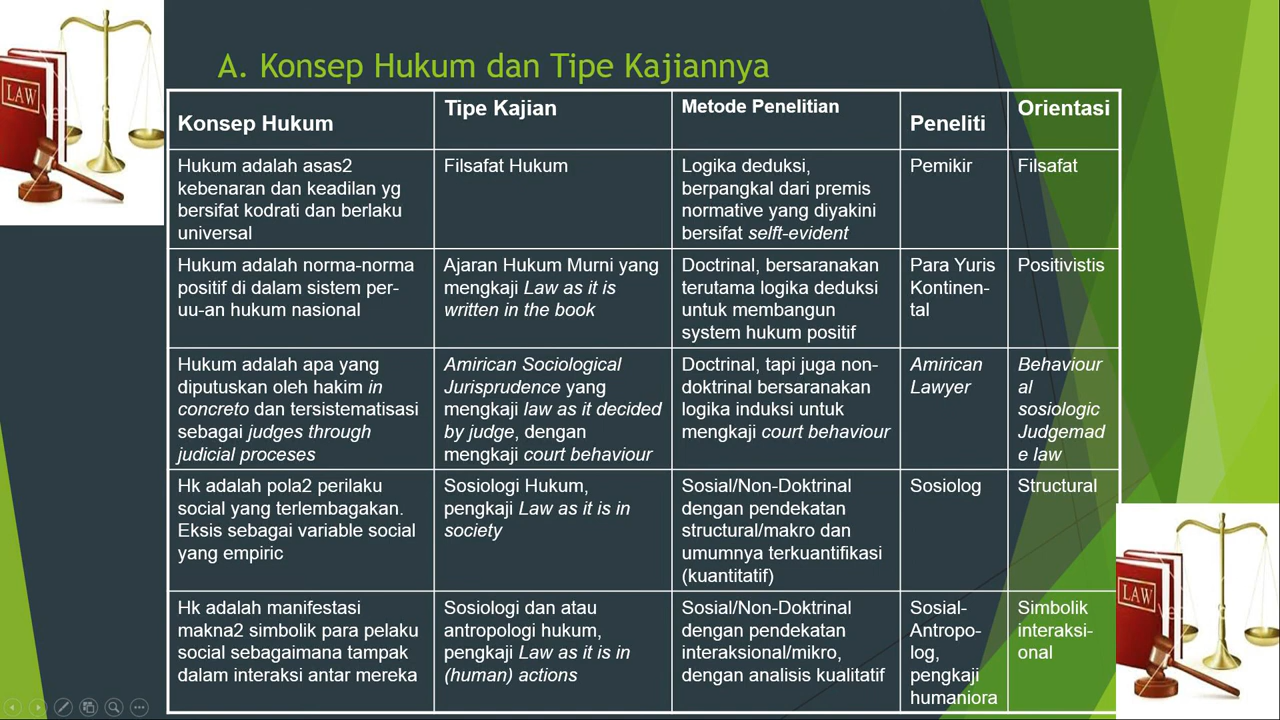 A. Konsep Hukum dan Tipe Kajiannya
Konsep Hukum
Tipe Kajian
Metode Penelitian
Peneliti
Orientasi
Hukum adalah asas2
kebenaran dan keadilan yg
bersifat kodrati dan berlaku
universal
Filsafat Hukum
Logika deduksi,
berpangkal dari premis
normative yang diyakini
bersifat selft-evident
Pemikir
Filsafat
Hukum adalah norma-norma
positif di dalam sistem per-
uu-an hukum nasional
Ajaran Hukum Murni yang
mengkaji Law as it is
written in the book
Doctrinal, bersaranakan
terutama logika deduksi
untuk membangun
system hukum positif
Para Yuris
Kontinen-
tal
Positivistis
Hukum adalah apa yang
diputuskan oleh hakim in
concreto dan tersistematisasi
sebagai judges through
judicial proceses
Amirican Sociological
Jurisprudence yang
mengkaji law as it decided
by judge, dengan
mengkaji court behaviour
Doctrinal, tapi juga non-
doktrinal bersaranakan
logika induksi untuk
mengkaji court behaviour
Amirican
Lawyer
Behaviour
al
sosiologic
Judgemad
e law
Hk adalah pola2 perilaku
social yang terlembagakan.
Eksis sebagai variable social
yang empiric
Sosiologi Hukum,
pengkaji Law as it is in
society
Sosial/Non-Doktrinal
dengan pendekatan
structural/makro dan
umumnya terkuantifikasi
(kuantitatif)
Sosiolog
Structural
Hk adalah manifestasi
makna2 simbolik para pelaku
social sebagaimana tampak
dalam interaksi antar mereka
Sosiologi dan atau
antropologi hukum,
pengkaji Law as it is in
(human) actions
Sosial/Non-Doktrinal
dengan pendekatan
interaksional/mikro,
dengan analisis kualitatif
Sosial-
Antropo-
log,
pengkaji
humaniora
Simbolik
interaksi-
onal
LAW
LAW